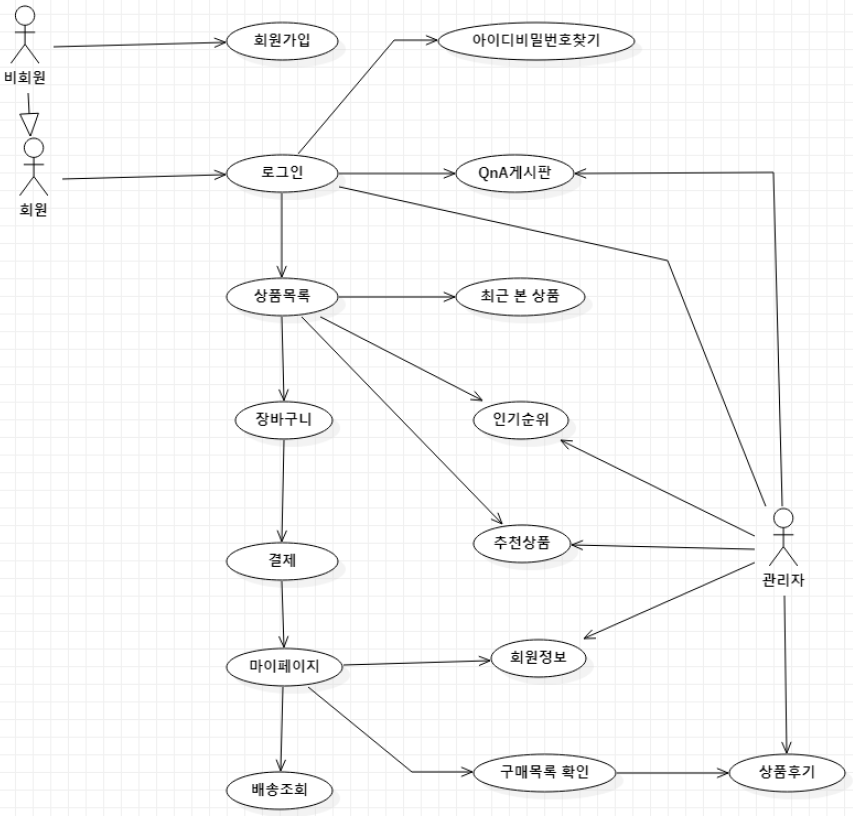 회원가입
아이디비밀번호찾기
비회원
로그인
QnA게시판
회원
상품목록
최근 본 상품
장바구니
인기순위
결제
추천상품
관리자
마이페이지
회원정보
배송조회
구매목록 확인
상품후기